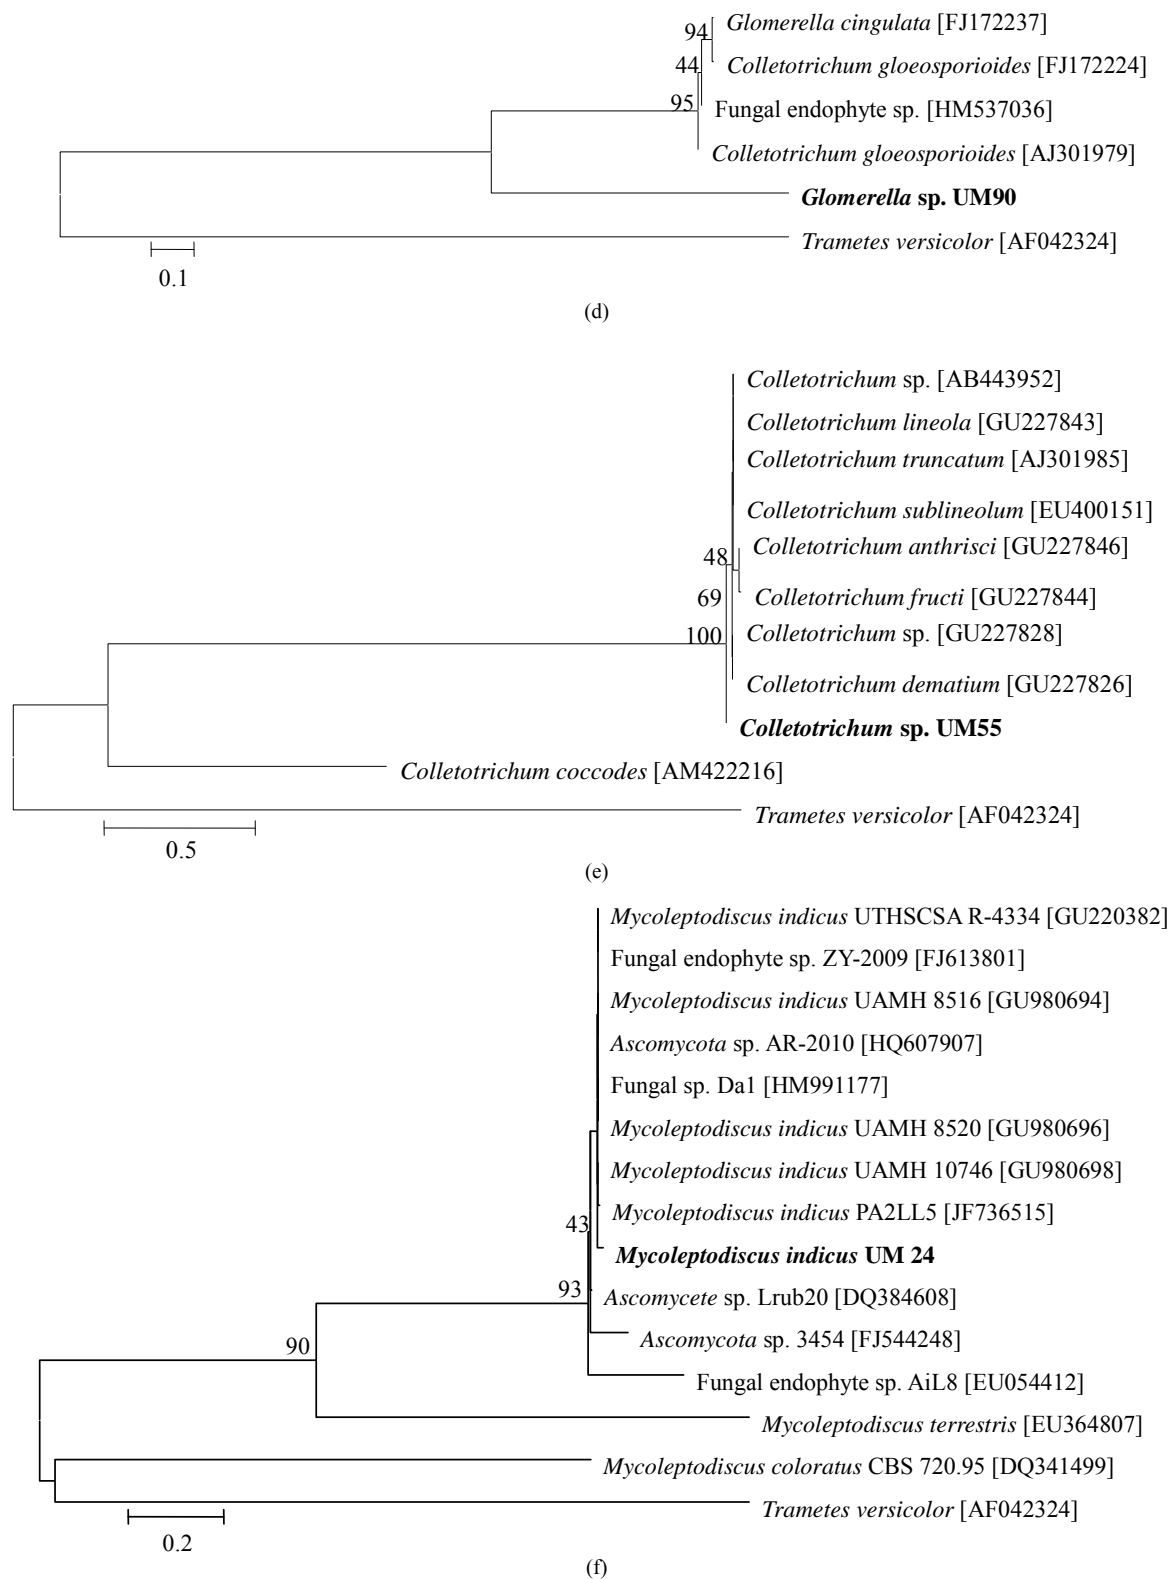 Glomerella cingulata [FJ172237]
94
Colletotrichum gloeosporioides [FJ172224]
44
95
Fungal endophyte sp. [HM537036]
Colletotrichum gloeosporioides [AJ301979]
Glomerella sp. UM90
Trametes versicolor [AF042324]
0.1
(d)
Colletotrichum sp. [AB443952]
Colletotrichum lineola [GU227843]
Colletotrichum truncatum [AJ301985]
Colletotrichum sublineolum [EU400151]
48
Colletotrichum anthrisci [GU227846]
69
Colletotrichum fructi [GU227844]
100
Colletotrichum sp. [GU227828]
Colletotrichum dematium [GU227826]
Colletotrichum sp. UM55
Colletotrichum coccodes [AM422216]
Trametes versicolor [AF042324]
0.5
(e)
Mycoleptodiscus indicus UTHSCSA R-4334 [GU220382]
Fungal endophyte sp. ZY-2009 [FJ613801]
Mycoleptodiscus indicus UAMH 8516 [GU980694]
Ascomycota sp. AR-2010 [HQ607907]
Fungal sp. Da1 [HM991177]
Mycoleptodiscus indicus UAMH 8520 [GU980696]
Mycoleptodiscus indicus UAMH 10746 [GU980698]
Mycoleptodiscus indicus PA2LL5 [JF736515]
43
Mycoleptodiscus indicus UM 24
93
Ascomycete sp. Lrub20 [DQ384608]
Ascomycota sp. 3454 [FJ544248]
90
Fungal endophyte sp. AiL8 [EU054412]
Mycoleptodiscus terrestris [EU364807]
Mycoleptodiscus coloratus CBS 720.95 [DQ341499]
Trametes versicolor [AF042324]
0.2
(f)